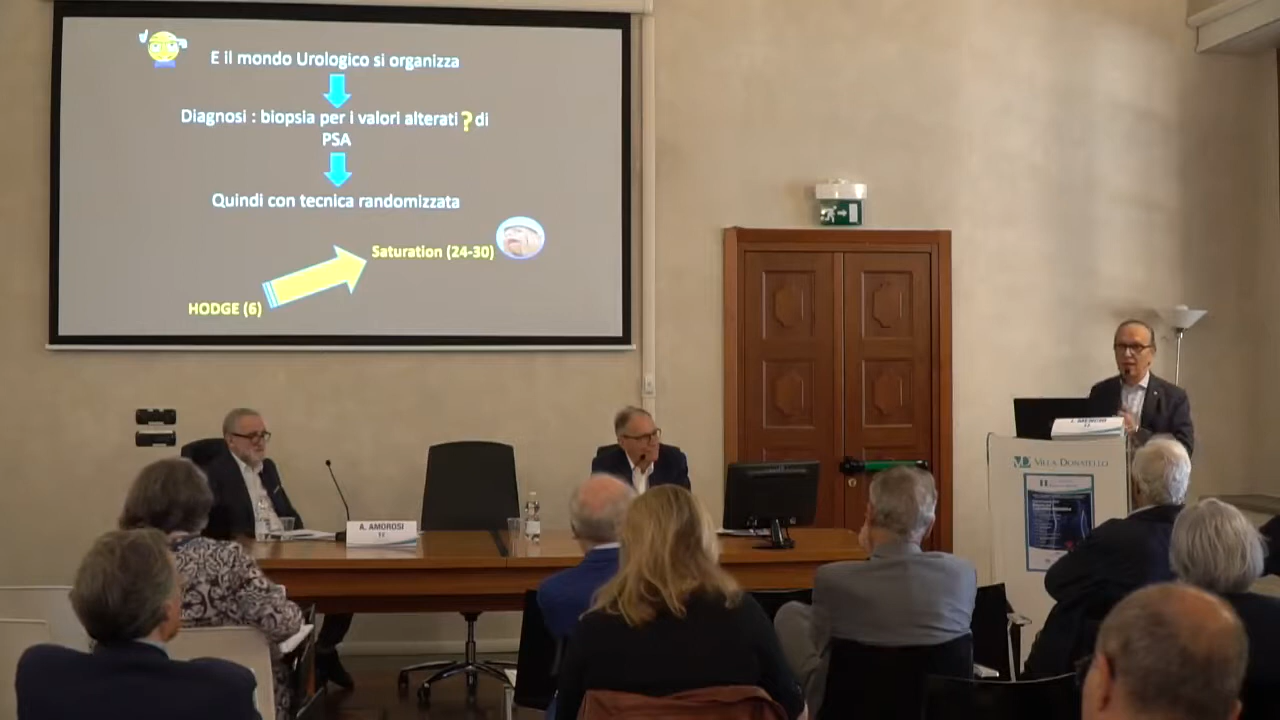 E il mondo Urologico si organizza
Diagnosi : biopsia per i valori alterati ? di
PSA
Quindi con tecnica randomizzata
Saturation (24-30)
HODGE (6)
A. AMOROSI
VILLA DONATELLO